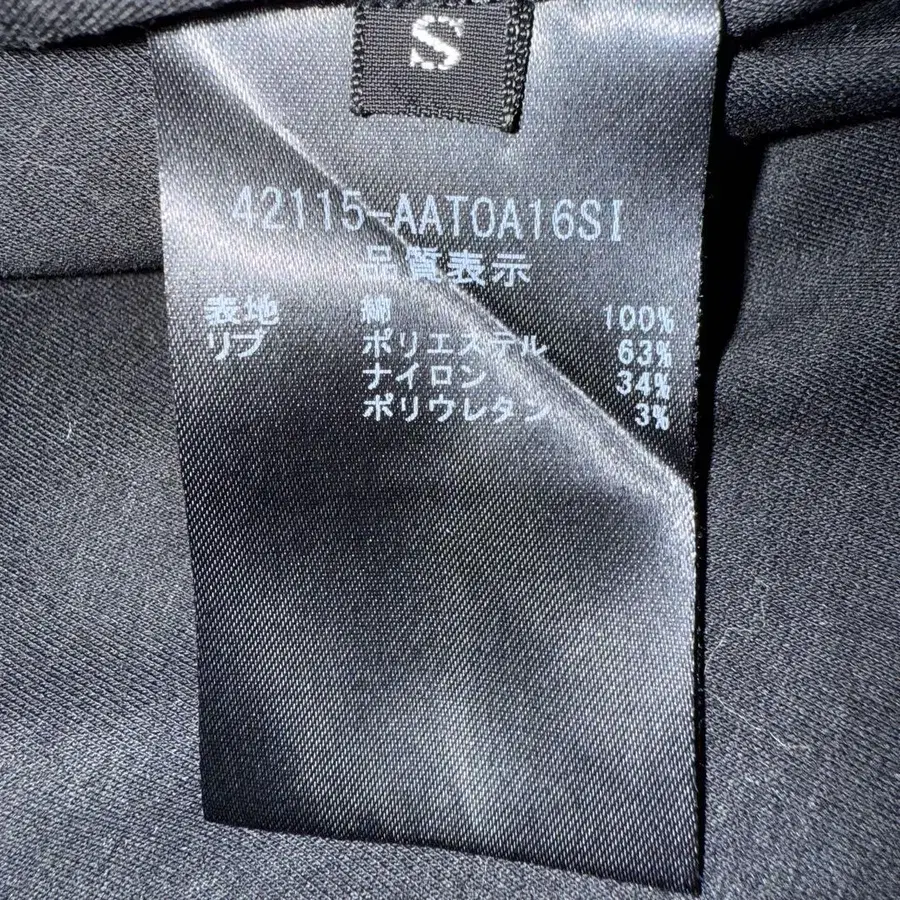 S
42115-AATOA16SI
品質表示
表地 綿 100%
リブ ポリエステル 63%
ナイロン 34%
ポリウレタン 3%